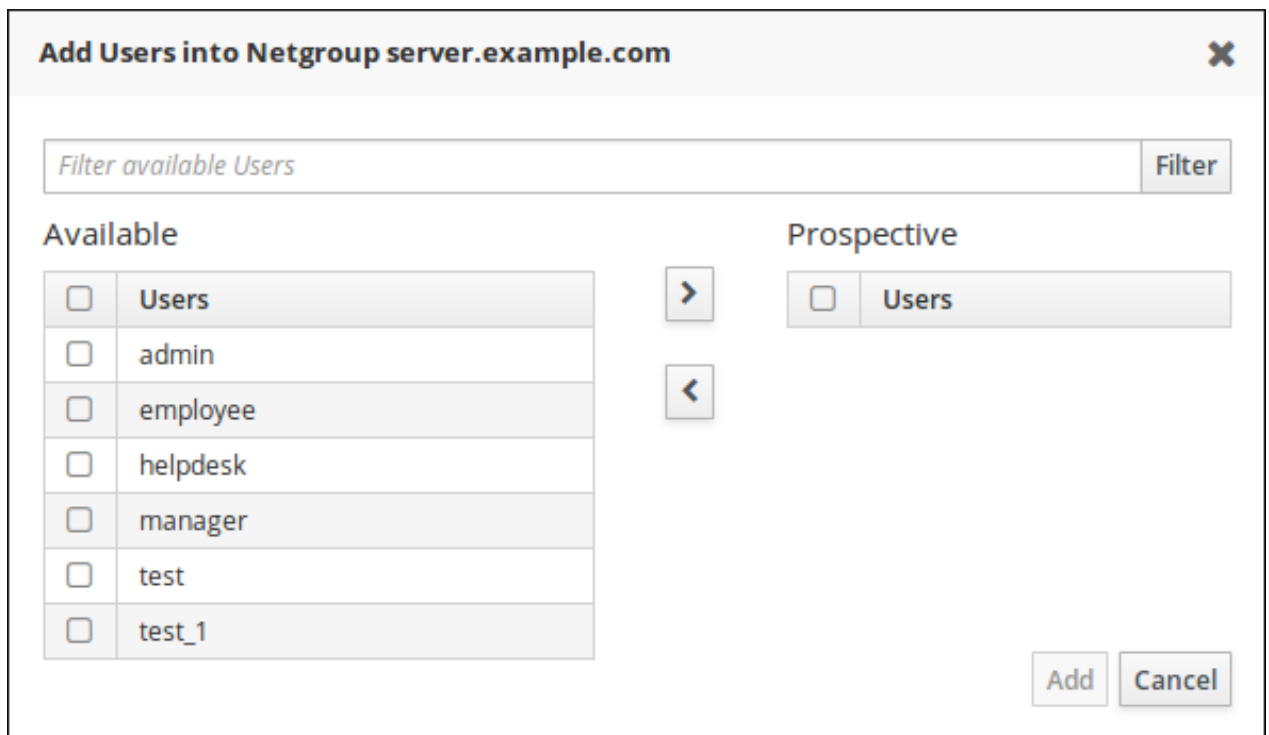 Add Users into Netgroup server.example.com
Filter available Users
Filter
Available
Prospective
Users
Users
admin
employee
helpdesk
manager
test
test_1
Add
Cancel